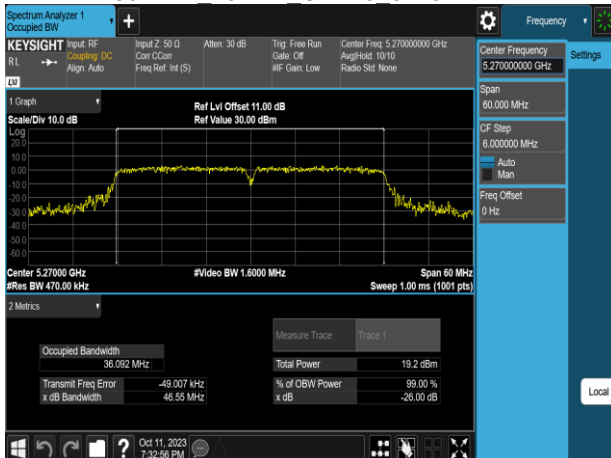 Spectrum Analyzer 1
Occupied BW
Frequency
KEYSIGHT
RL
LXI
Input: RF
Coupling: DC
Align: Auto
Input Z: 50 Ω
Corr CCorr
Freq Ref: Int (S)
Atten: 30 dB
Trig: Free Run
Gate: Off
#IF Gain: Low
Center Freq: 5.270000000 GHz
Avg|Hold: 10/10
Radio Std: None
Center Frequency
5.270000000 GHz
Settings
Span
60.000 MHz
CF Step
6.000000 MHz
Auto
Man
Freq Offset
0 Hz
Local
1 Graph
Scale/Div 10.0 dB
Ref Lvl Offset 11.00 dB
Ref Value 30.00 dBm
Log
20.0
10.0
0.00
-10.0
-20.0
-30.0
-40.0
-50.0
-60.0
Center 5.27000 GHz
#Video BW 1.6000 MHz
Span 60 MHz
#Res BW 470.00 kHz
Sweep 1.00 ms (1001 pts)
2 Metrics
Measure Trace
Trace 1
Occupied Bandwidth
36.092 MHz
Total Power
19.2 dBm
Transmit Freq Error
-49.007 kHz
% of OBW Power
99.00 %
x dB Bandwidth
46.55 MHz
x dB
-26.00 dB
?
Oct 11, 2023
7:32:56 PM